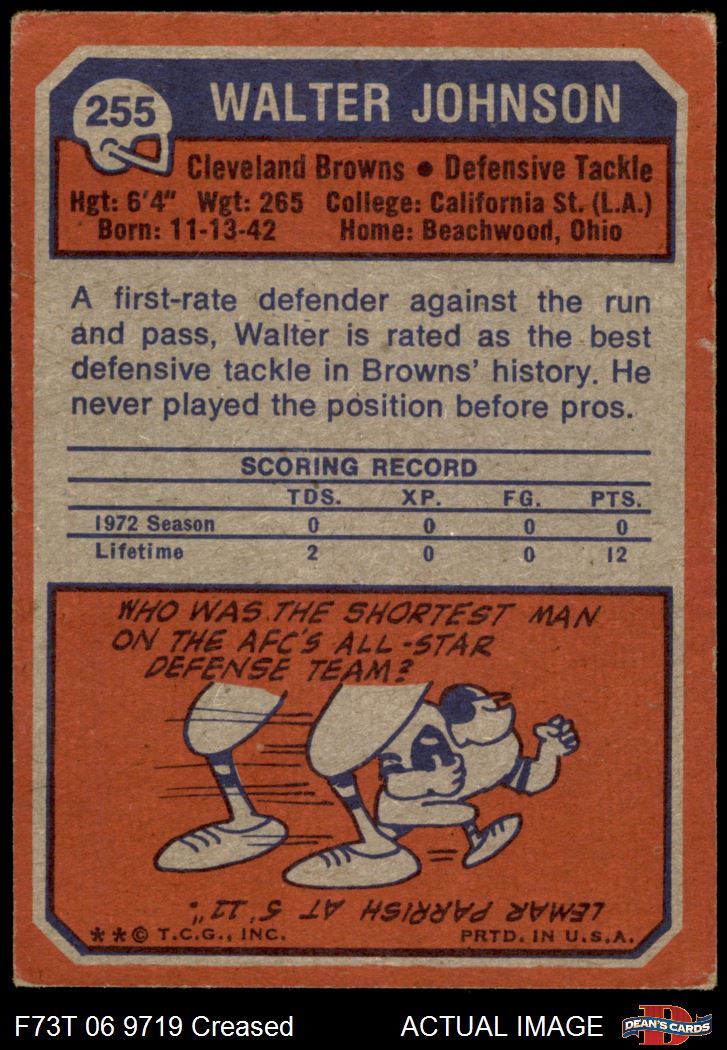 255
WALTER JOHNSON
Cleveland Browns • Defensive Tackle
Hgt: 6'4" Wgt: 265 College: California St. (L.A.)
Born: 11-13-42 Home: Beachwood, Ohio
A first-rate defender against the run
and pass, Walter is rated as the best
defensive tackle in Browns' history. He
never played the position before pros.
SCORING RECORD
TDS. XP. FG. PTS.
1972 Season 0 0 0 0
Lifetime 2 0 0 12
WHO WAS THE SHORTEST MAN
ON THE AFC'S ALL-STAR
DEFENSE TEAM?
LEMAR PARRISH AT 5' 11".
**© T.C.G., INC. PRTD. IN U.S.A.
F73T 06 9719 Creased ACTUAL IMAGE
D
DEAN'S CARDS